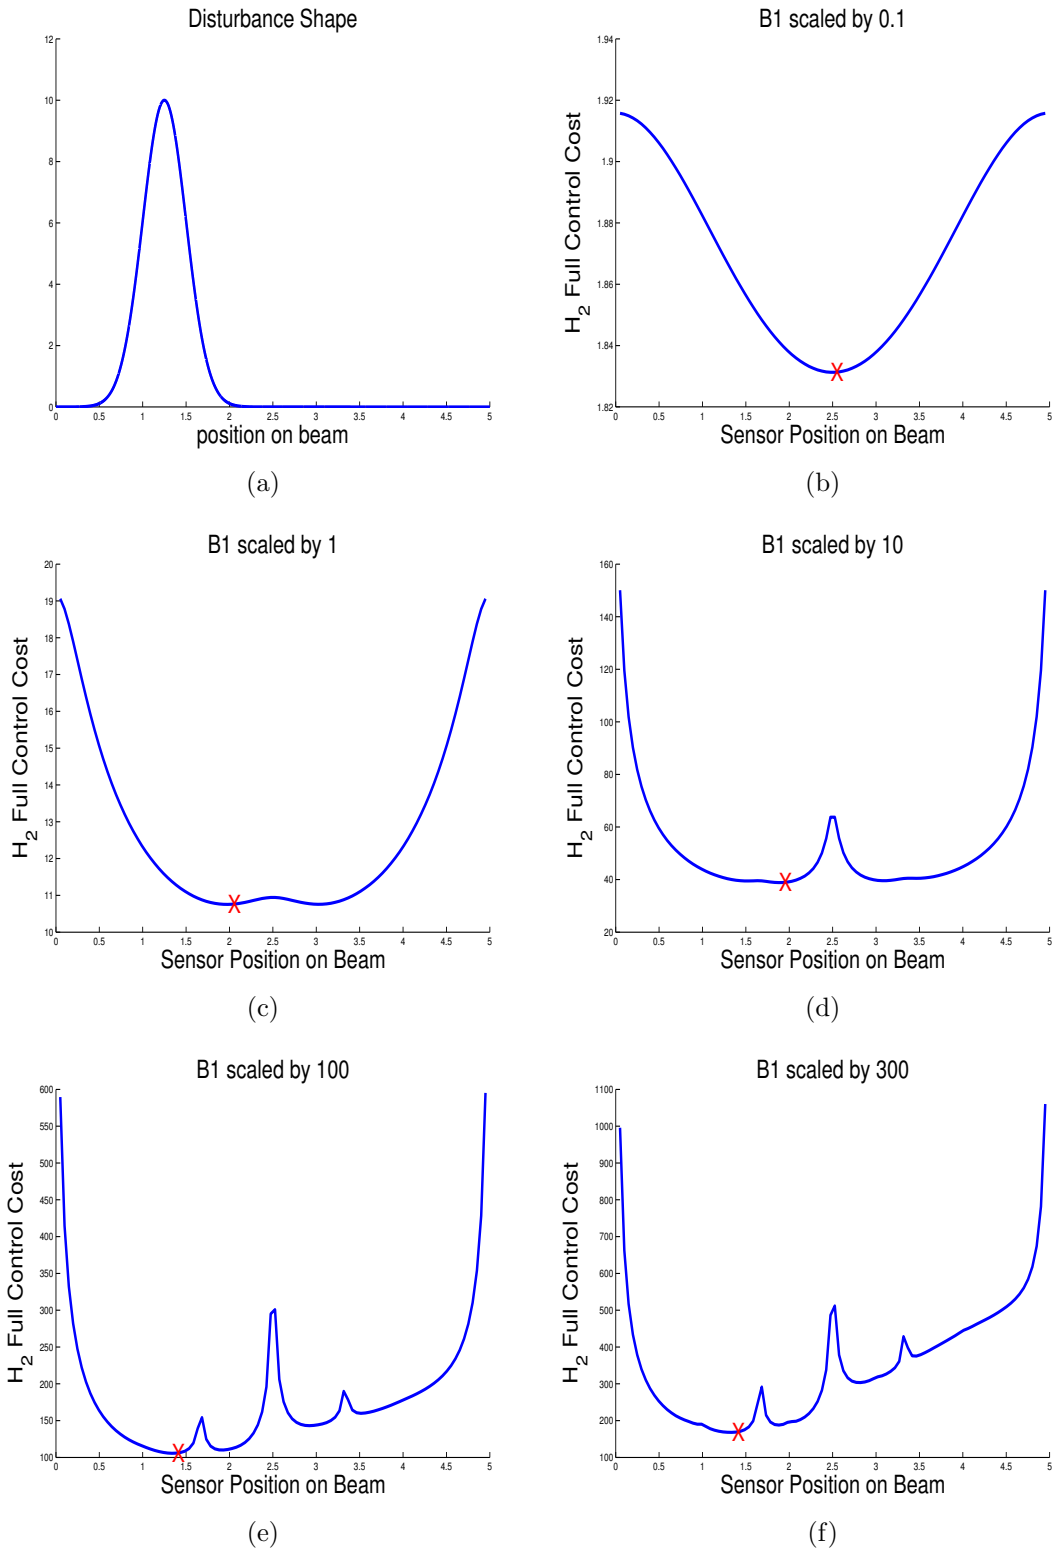 Disturbance Shape
12
10
8
6
4
2
0
0 0.5 1 1.5 2 2.5 3 3.5 4 4.5 5
position on beam
(a)
B1 scaled by 0.1
H2 Full Control Cost
1.94
1.92
1.9
1.88
1.86
1.84
1.82
0 0.5 1 1.5 2 2.5 3 3.5 4 4.5 5
Sensor Position on Beam
(b)
B1 scaled by 1
H2 Full Control Cost
20
19
18
17
16
15
14
13
12
11
10
0 0.5 1 1.5 2 2.5 3 3.5 4 4.5 5
Sensor Position on Beam
(c)
B1 scaled by 10
H2 Full Control Cost
160
140
120
100
80
60
40
20
0 0.5 1 1.5 2 2.5 3 3.5 4 4.5 5
Sensor Position on Beam
(d)
B1 scaled by 100
H2 Full Control Cost
600
550
500
450
400
350
300
250
200
150
100
0 0.5 1 1.5 2 2.5 3 3.5 4 4.5 5
Sensor Position on Beam
(e)
B1 scaled by 300
H2 Full Control Cost
1100
1000
900
800
700
600
500
400
300
200
100
0 0.5 1 1.5 2 2.5 3 3.5 4 4.5 5
Sensor Position on Beam
(f)